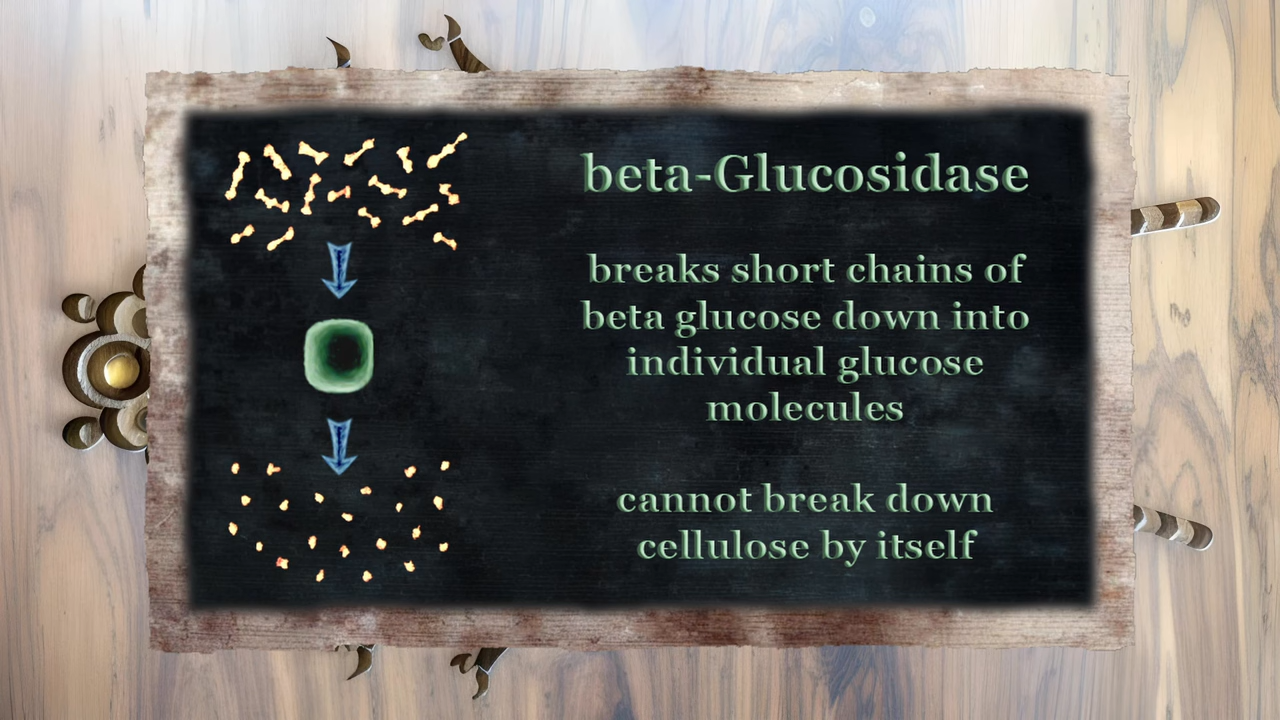 beta-Glucosidase
breaks short chains of
beta glucose down into
individual glucose
molecules
cannot break down
cellulose by itself